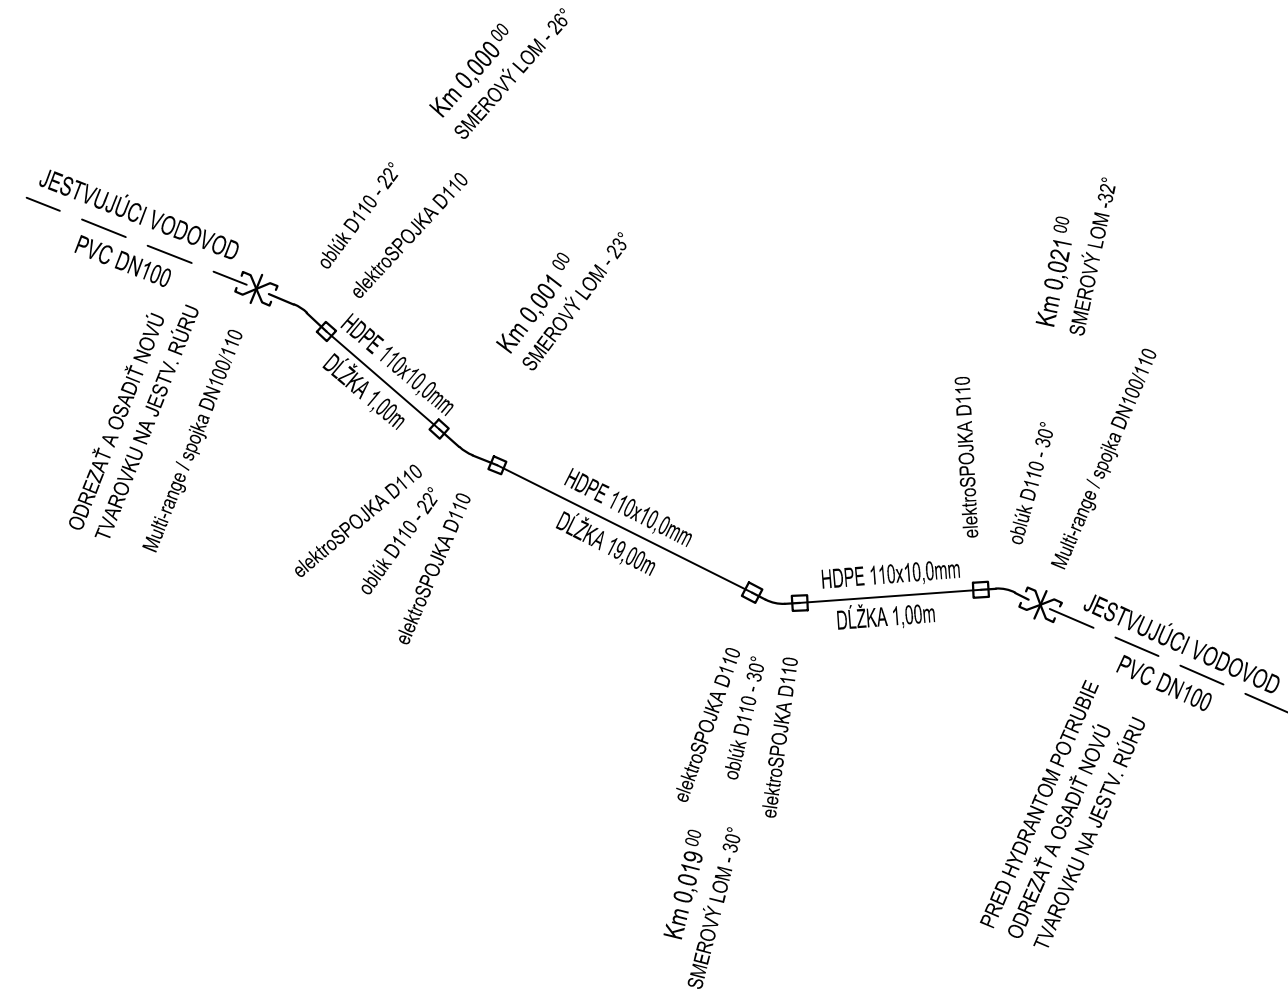 Km 0,000 00
SMEROVÝ LOM - 26°
JESTVUJÚCI VODOVOD
PVC DN100
oblúk D110 - 22°
elektroSPOJKA D110
ODREZAŤ A OSADIŤ NOVÚ
TVAROVKU NA JESTV. RÚRU
Multi-range / spojka DN100/110
HDPE 110x10,0mm
DĹŽKA 1,00m
Km 0,001 00
SMEROVÝ LOM - 23°
elektroSPOJKA D110
oblúk D110 - 22°
elektroSPOJKA D110
HDPE 110x10,0mm
DĹŽKA 19,00m
elektroSPOJKA D110
oblúk D110 - 30°
elektroSPOJKA D110
Km 0,019 00
SMEROVÝ LOM - 30°
HDPE 110x10,0mm
DĹŽKA 1,00m
elektroSPOJKA D110
oblúk D110 - 30°
Multi-range / spojka DN100/110
Km 0,021 00
SMEROVÝ LOM -32°
JESTVUJÚCI VODOVOD
PVC DN100
PRED HYDRANTOM POTRUBIE
ODREZAŤ A OSADIŤ NOVÚ
TVAROVKU NA JESTV. RÚRU